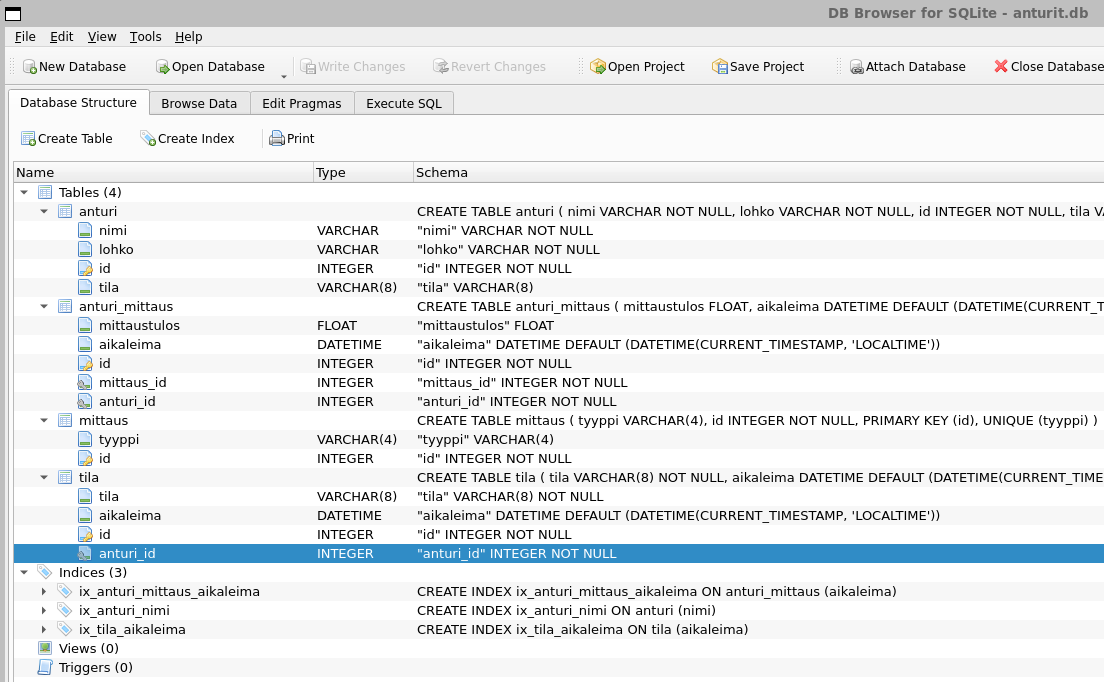 DB Browser for SQLite - anturit.db
File Edit View Tools Help
New Database Open Database Write Changes Revert Changes Open Project Save Project Attach Database Close Database
Database Structure Browse Data Edit Pragmas Execute SQL
Create Table Create Index Print
Name Type Schema
Tables (4)
anturi CREATE TABLE anturi ( nimi VARCHAR NOT NULL, lohko VARCHAR NOT NULL, id INTEGER NOT NULL, tila VA
nimi VARCHAR "nimi" VARCHAR NOT NULL
lohko VARCHAR "lohko" VARCHAR NOT NULL
id INTEGER "id" INTEGER NOT NULL
tila VARCHAR(8) "tila" VARCHAR(8)
anturi_mittaus CREATE TABLE anturi_mittaus ( mittaustulos FLOAT, aikaleima DATETIME DEFAULT (DATETIME(CURRENT_T
mittaustulos FLOAT "mittaustulos" FLOAT
aikaleima DATETIME "aikaleima" DATETIME DEFAULT (DATETIME(CURRENT_TIMESTAMP, 'LOCALTIME'))
id INTEGER "id" INTEGER NOT NULL
mittaus_id INTEGER "mittaus_id" INTEGER NOT NULL
anturi_id INTEGER "anturi_id" INTEGER NOT NULL
mittaus CREATE TABLE mittaus ( tyyppi VARCHAR(4), id INTEGER NOT NULL, PRIMARY KEY (id), UNIQUE (tyyppi) )
tyyppi VARCHAR(4) "tyyppi" VARCHAR(4)
id INTEGER "id" INTEGER NOT NULL
tila CREATE TABLE tila ( tila VARCHAR(8) NOT NULL, aikaleima DATETIME DEFAULT (DATETIME(CURRENT_TIME
tila VARCHAR(8) "tila" VARCHAR(8) NOT NULL
aikaleima DATETIME "aikaleima" DATETIME DEFAULT (DATETIME(CURRENT_TIMESTAMP, 'LOCALTIME'))
id INTEGER "id" INTEGER NOT NULL
anturi_id INTEGER "anturi_id" INTEGER NOT NULL
Indices (3)
ix_anturi_mittaus_aikaleima CREATE INDEX ix_anturi_mittaus_aikaleima ON anturi_mittaus (aikaleima)
ix_anturi_nimi CREATE INDEX ix_anturi_nimi ON anturi (nimi)
ix_tila_aikaleima CREATE INDEX ix_tila_aikaleima ON tila (aikaleima)
Views (0)
Triggers (0)